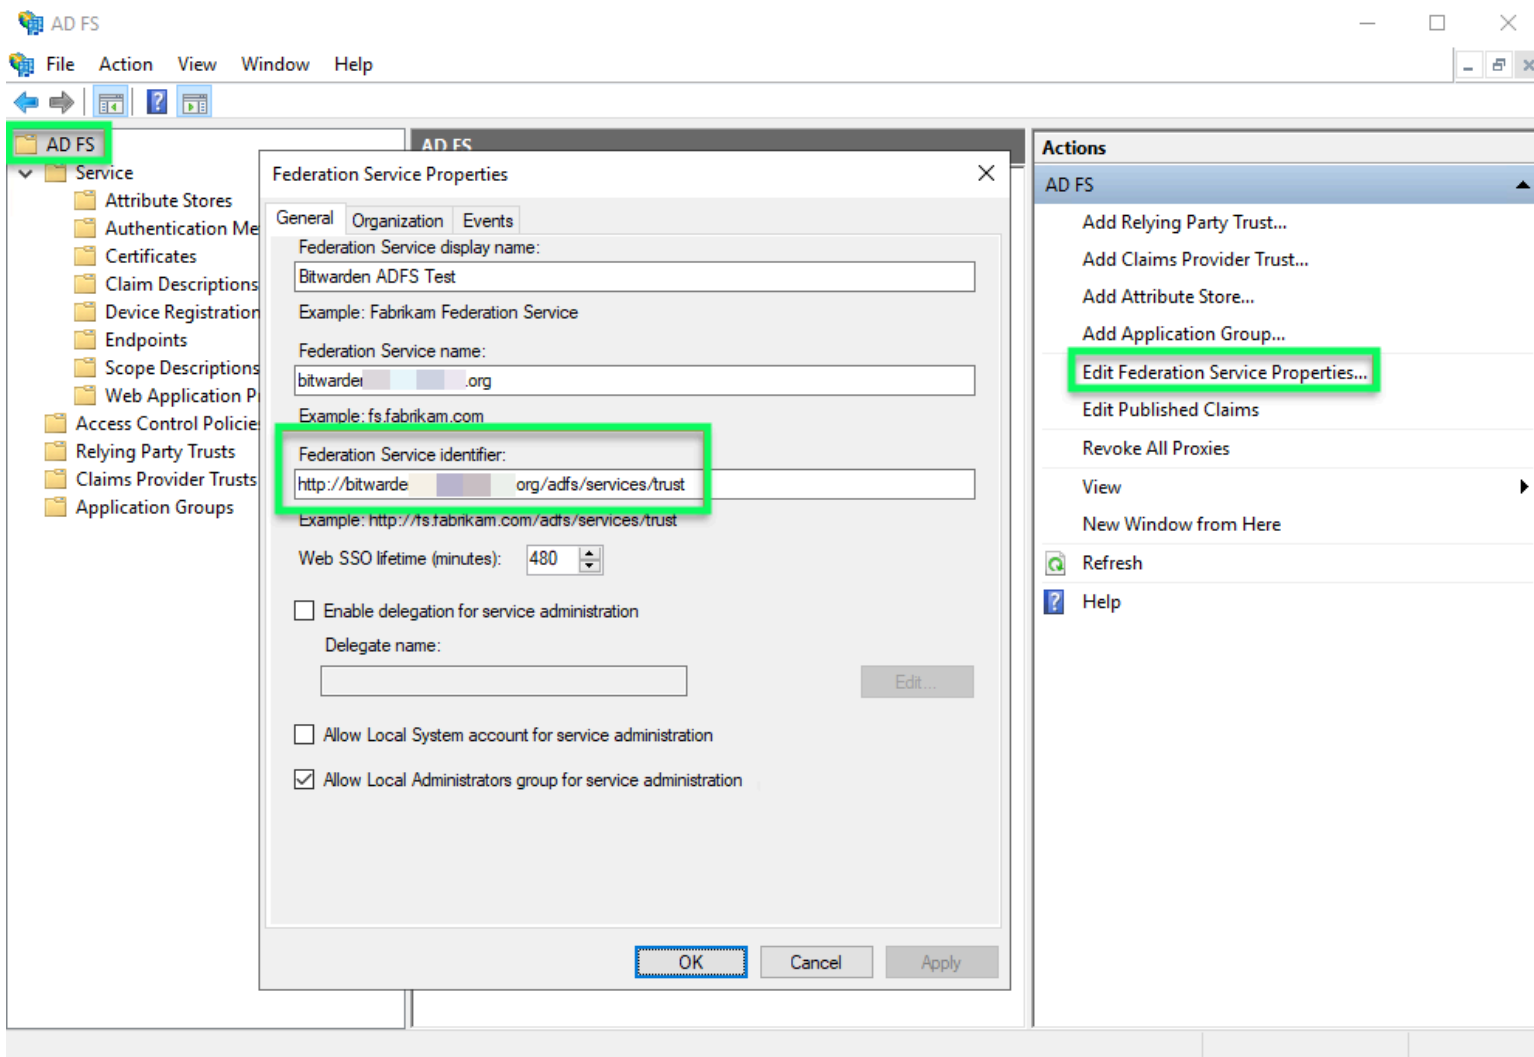 AD FS
File Action View Window Help
AD FS
Service
Attribute Stores
Authentication Me
Certificates
Claim Descriptions
Device Registration
Endpoints
Scope Descriptions
Web Application P
Access Control Policie
Relying Party Trusts
Claims Provider Trusts
Application Groups
AD FS
Federation Service Properties
General Organization Events
Federation Service display name:
Bitwarden ADFS Test
Example: Fabrikam Federation Service
Federation Service name:
bitwarden .org
Example: fs.fabrikam.com
Federation Service identifier:
http://bitwarde org/adfs/services/trust
Example: http://fs.fabrikam.com/adfs/services/trust
Web SSO lifetime (minutes): 480
Enable delegation for service administration
Delegate name:
Edit...
Allow Local System account for service administration
Allow Local Administrators group for service administration
OK Cancel Apply
Actions
AD FS
Add Relying Party Trust...
Add Claims Provider Trust...
Add Attribute Store...
Add Application Group...
Edit Federation Service Properties...
Edit Published Claims
Revoke All Proxies
View
New Window from Here
Refresh
Help